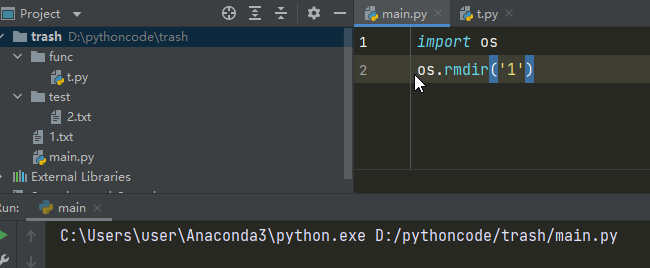 Project
trash D:\pythoncode\trash
func
t.py
test
2.txt
1.txt
main.py
External Libraries
main.py
t.py
1 import os
2 os.rmdir('1')
Run: main
C:\Users\user\Anaconda3\python.exe D:/pythoncode/trash/main.py